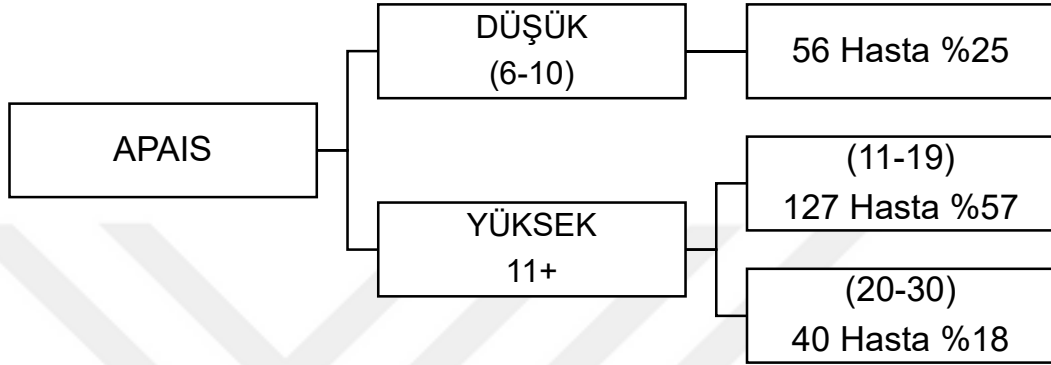 APAIS
DÜŞÜK
(6-10)
56 Hasta %25
YÜKSEK
11+
(11-19)
127 Hasta %57
(20-30)
40 Hasta %18